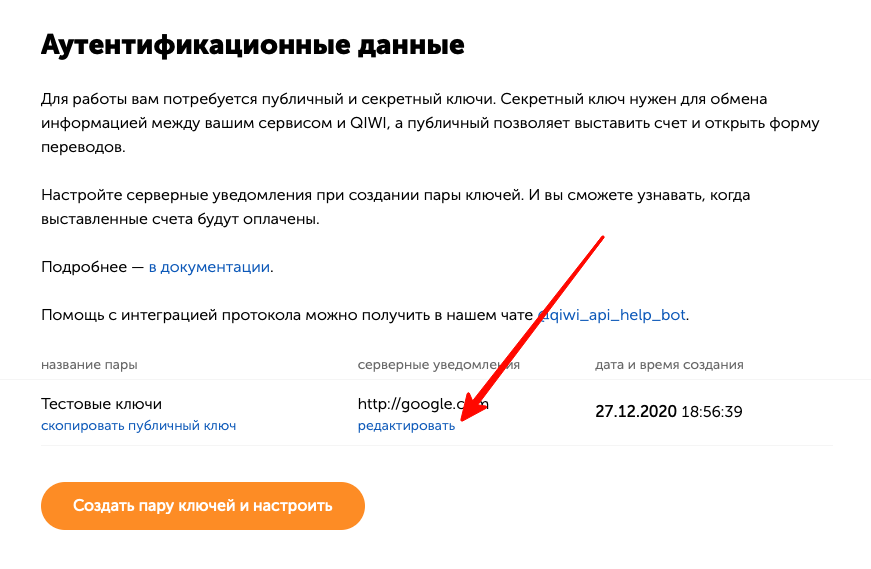 Аутентификационные данные
Для работы вам потребуется публичный и секретный ключи. Секретный ключ нужен для обмена
информацией между вашим сервисом и QIWI, а публичный позволяет выставить счет и открыть форму
переводов.
Настройте серверные уведомления при создании пары ключей. И вы сможете узнавать, когда
выставленные счета будут оплачены.
Подробнее — в документации.
Помощь с интеграцией протокола можно получить в нашем чате @qiwi_api_help_bot.
название пары серверные уведомления дата и время создания
Тестовые ключи http://google.com
27.12.2020 18:56:39
скопировать публичный ключ редактировать
Создать пару ключей и настроить